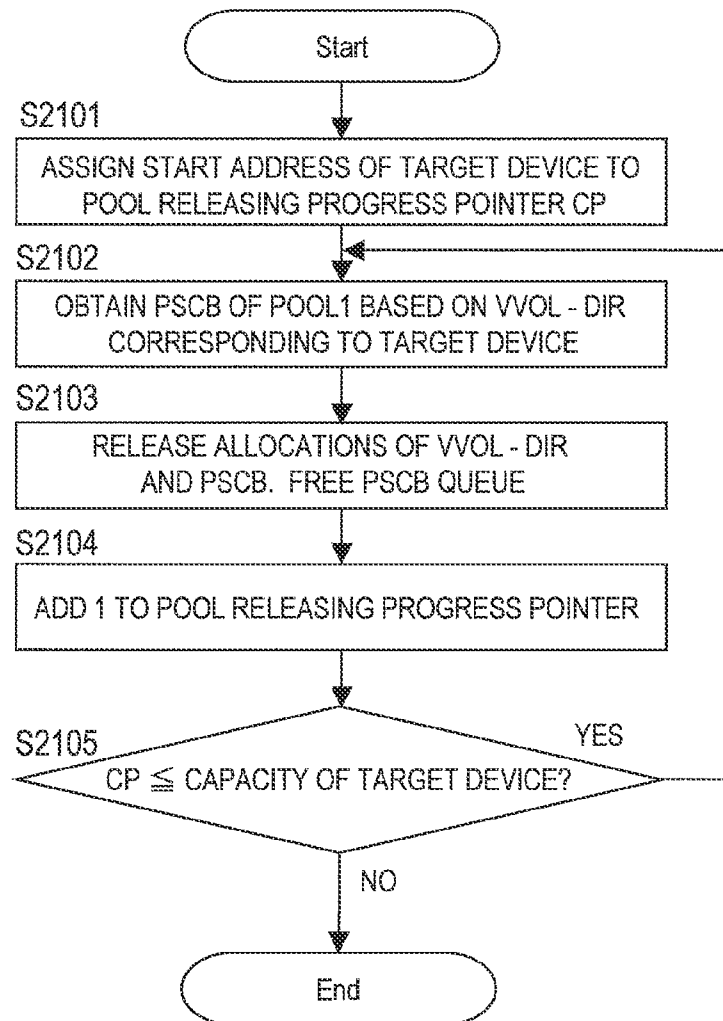 Start
S2101
ASSIGN START ADDRESS OF TARGET DEVICE TO
POOL RELEASING PROGRESS POINTER CP
S2102
OBTAIN PSCB OF POOL1 BASED ON VVOL - DIR
CORRESPONDING TO TARGET DEVICE
S2103
RELEASE ALLOCATIONS OF VVOL - DIR
AND PSCB. FREE PSCB QUEUE
S2104
ADD 1 TO POOL RELEASING PROGRESS POINTER
S2105
YES
CP ≦ CAPACITY OF TARGET DEVICE?
NO
End